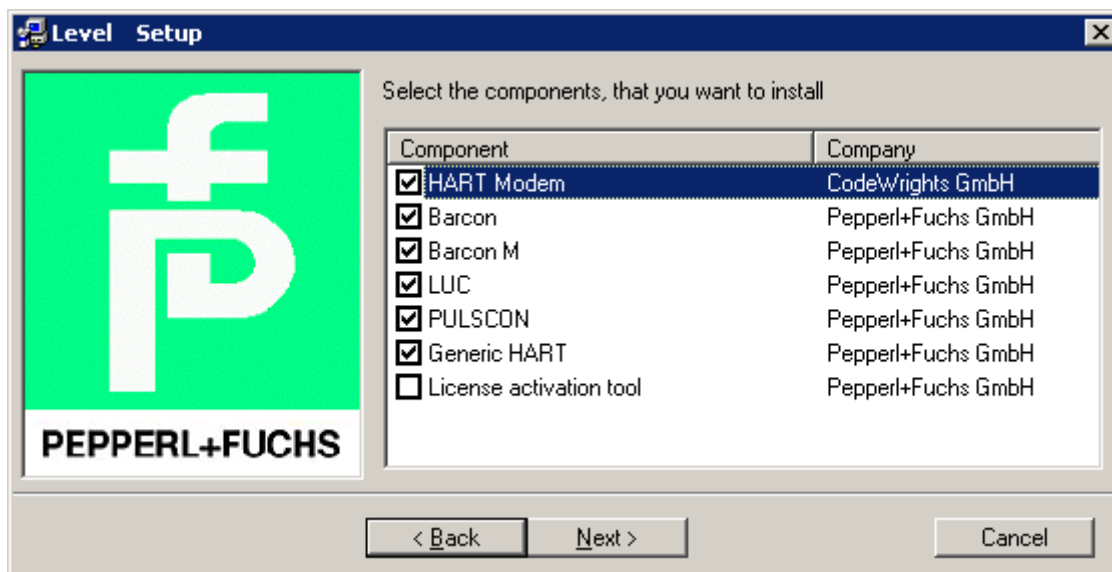 Level Setup
Select the components, that you want to install
Component Company
HART Modem CodeWrights GmbH
Barcon Pepperl+Fuchs GmbH
Barcon M Pepperl+Fuchs GmbH
LUC Pepperl+Fuchs GmbH
PULSCON Pepperl+Fuchs GmbH
Generic HART Pepperl+Fuchs GmbH
License activation tool Pepperl+Fuchs GmbH
PEPPERL+FUCHS
< Back Next > Cancel